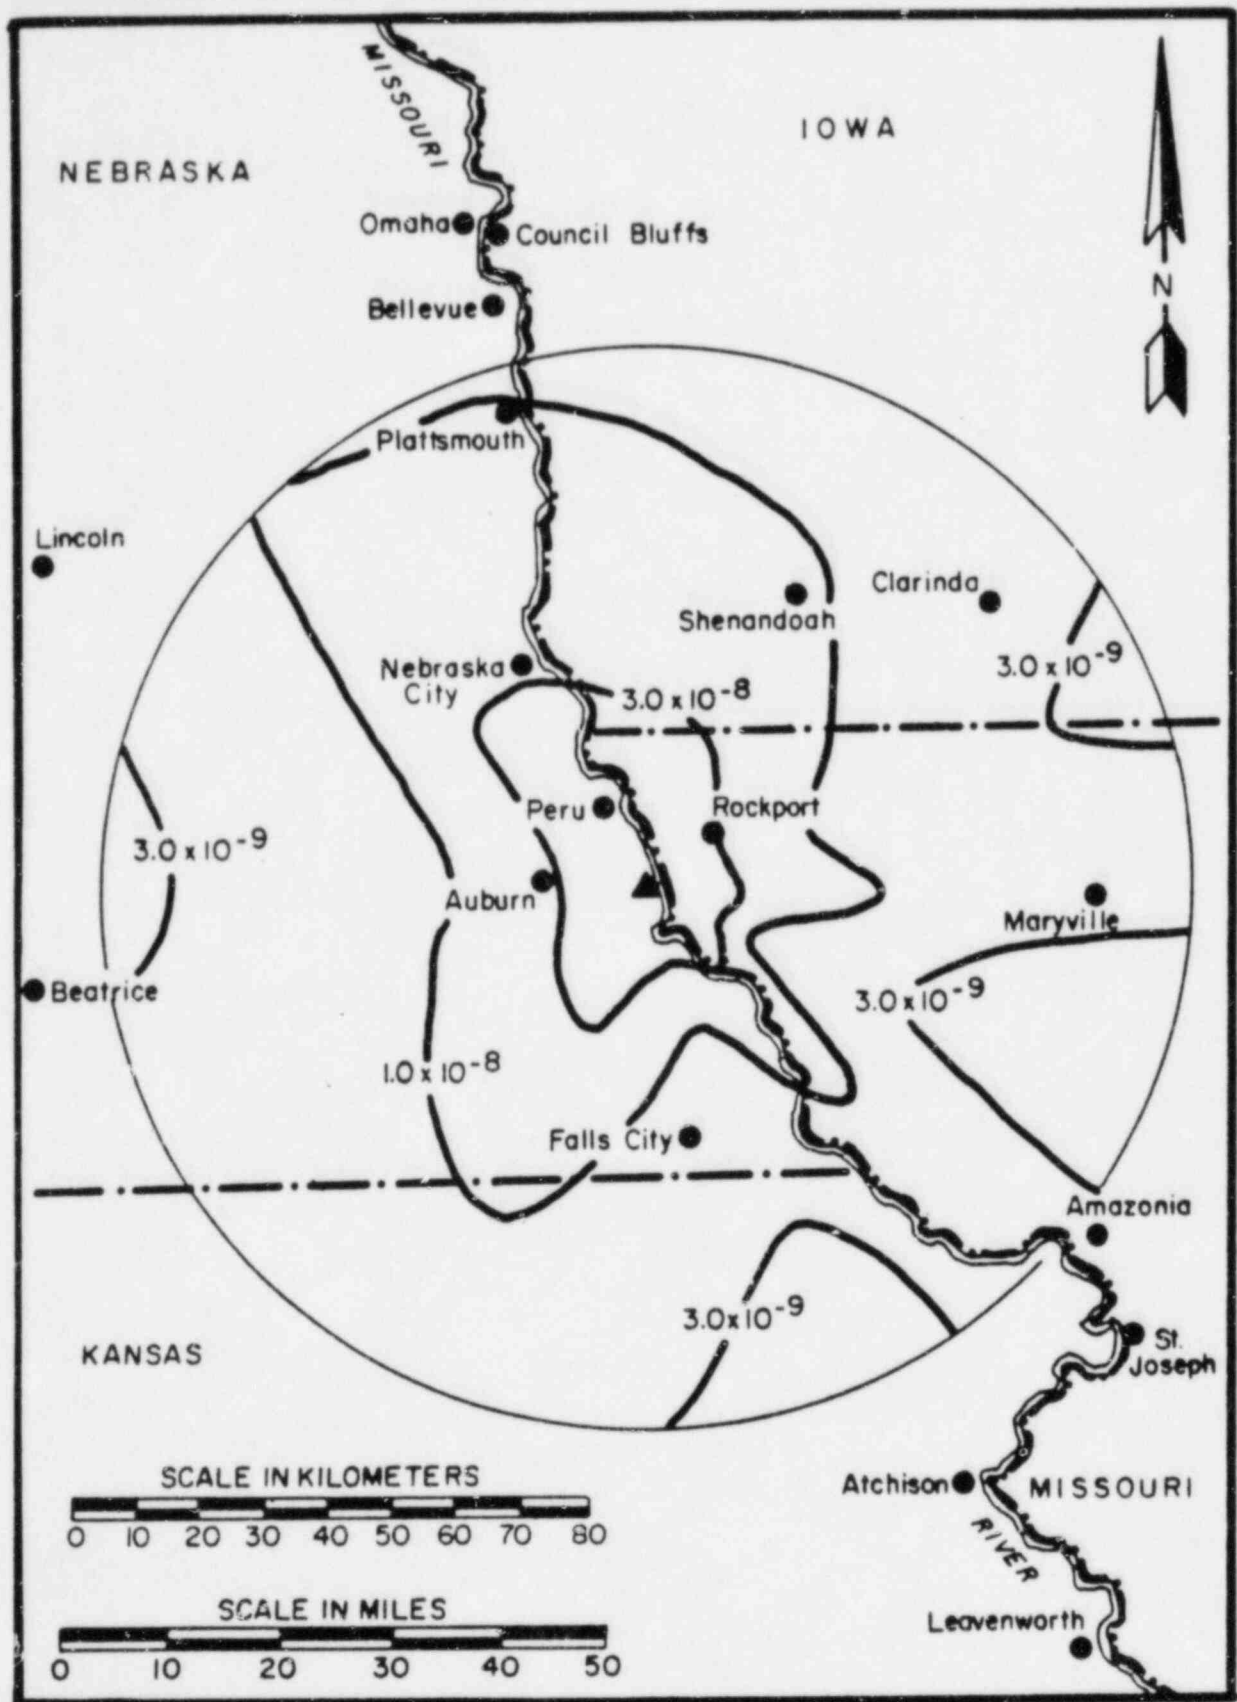 MISSOURI
IOWA
NEBRASKA
Omaha
Council Bluffs
N
Bellevue
Plattsmouth
Lincoln
Clarinda
Shenandoah
Nebraska
City
3.0 x 10-9
3.0 x 10-8
Peru
Rockport
3.0 x 10-9
Auburn
Maryville
Beatrice
3.0 x 10-9
1.0 x 10-8
Falls City
Amazonia
3.0 x 10-9
KANSAS
St.
Joseph
SCALE IN KILOMETERS
0 10 20 30 40 50 60 70 80
Atchison
MISSOURI
RIVER
SCALE IN MILES
0 10 20 30 40 50
Leavenworth